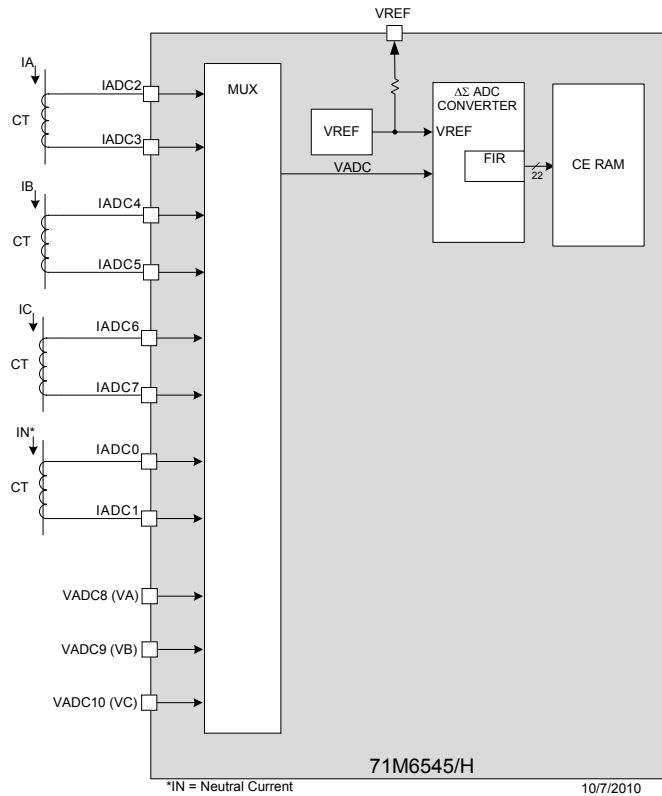 VREF
IA
IADC2
MUX
ΔΣ ADC
CONVERTER
CT
VREF
VREF
IADC3
FIR
CE RAM
VADC
22
IB
IADC4
CT
IADC5
IC
IADC6
CT
IADC7
IN*
IADC0
CT
IADC1
VADC8 (VA)
VADC9 (VB)
VADC10 (VC)
71M6545/H
*IN = Neutral Current
10/7/2010